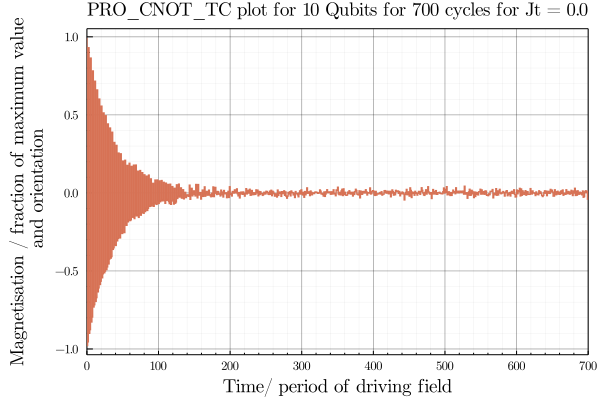 PRO_CNOT_TC plot for 10 Qubits for 700 cycles for Jt = 0.0
Magnetisation / fraction of maximum value
and orientation
1.0
0.5
0.0
−0.5
−1.0
0 100 200 300 400 500 600 700
Time/ period of driving field